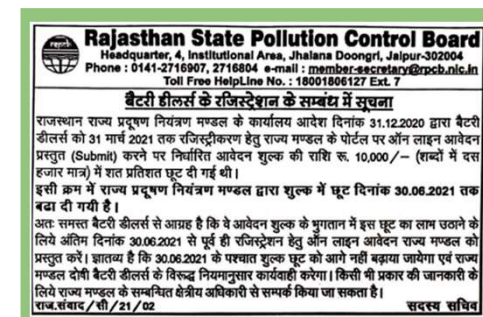 Rajasthan State Pollution Control Board
Headquarter, 4, Institutional Area, Jhalana Doongri, Jaipur-302004
Phone : 0141-2716907, 2716804 e-mail : member-secretary@rpcb.nic.in
Toll Free HelpLine No. : 18001806127 Ext. 7
बैटरी डीलर्स के रजिस्ट्रेशन के सम्बंध में सूचना
राजस्थान राज्य प्रदूषण नियंत्रण मण्डल के कार्यालय आदेश दिनांक 31.12.2020 द्वारा बैटरी
डीलर्स को 31 मार्च 2021 तक रजिस्ट्रीकरण हेतु राज्य मण्डल के पोर्टल पर ऑन लाइन आवेदन
प्रस्तुत (Submit) करने पर निर्धारित आवेदन शुल्क की राशि रू. 10,000/– (शब्दों में दस
हजार मात्र) में शत प्रतिशत छूट दी गई थी।
इसी क्रम में राज्य प्रदूषण नियंत्रण मण्डल द्वारा शुल्क में छूट दिनांक 30.06.2021 तक
बढा दी गयी है।
अतः समस्त बैटरी डीलर्स से आग्रह है कि वे आवेदन शुल्क के भुगतान में इस छूट का लाभ उठाने के
लिये अंतिम दिनांक 30.06.2021 से पूर्व ही रजिस्ट्रेशन हेतु ऑन लाइन आवेदन राज्य मण्डल को
प्रस्तुत करें। ज्ञातव्य है कि 30.06.2021 के पश्चात शुल्क छूट को आगे नहीं बढ़ाया जायेगा एवं राज्य
मण्डल दोषी बैटरी डीलर्स के विरूद्ध नियमानुसार कार्यवाही करेगा। किसी भी प्रकार की जानकारी के
लिये राज्य मण्डल के सम्बन्धित क्षेत्रीय अधिकारी से सम्पर्क किया जा सकता है।
राज.संवाद/सी/21/02 सदस्य सचिव